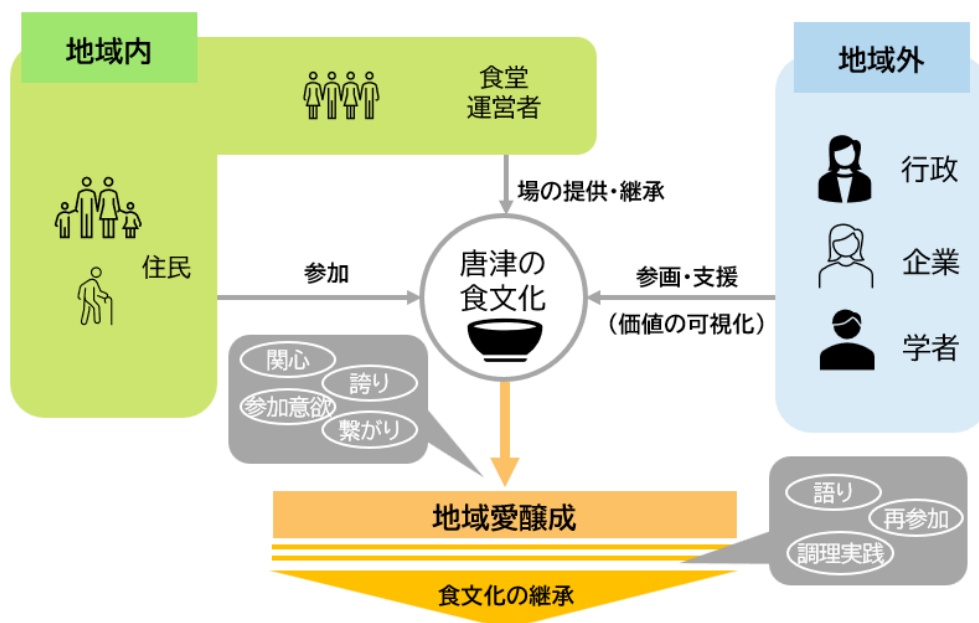 地域内
地域外
食堂
運営者
行政
場の提供・継承
住民
唐津の
食文化
参加
参画・支援
(価値の可視化)
企業
学者
関心
誇り
参加意欲
繋がり
地域愛醸成
語り
再参加
調理実践
食文化の継承